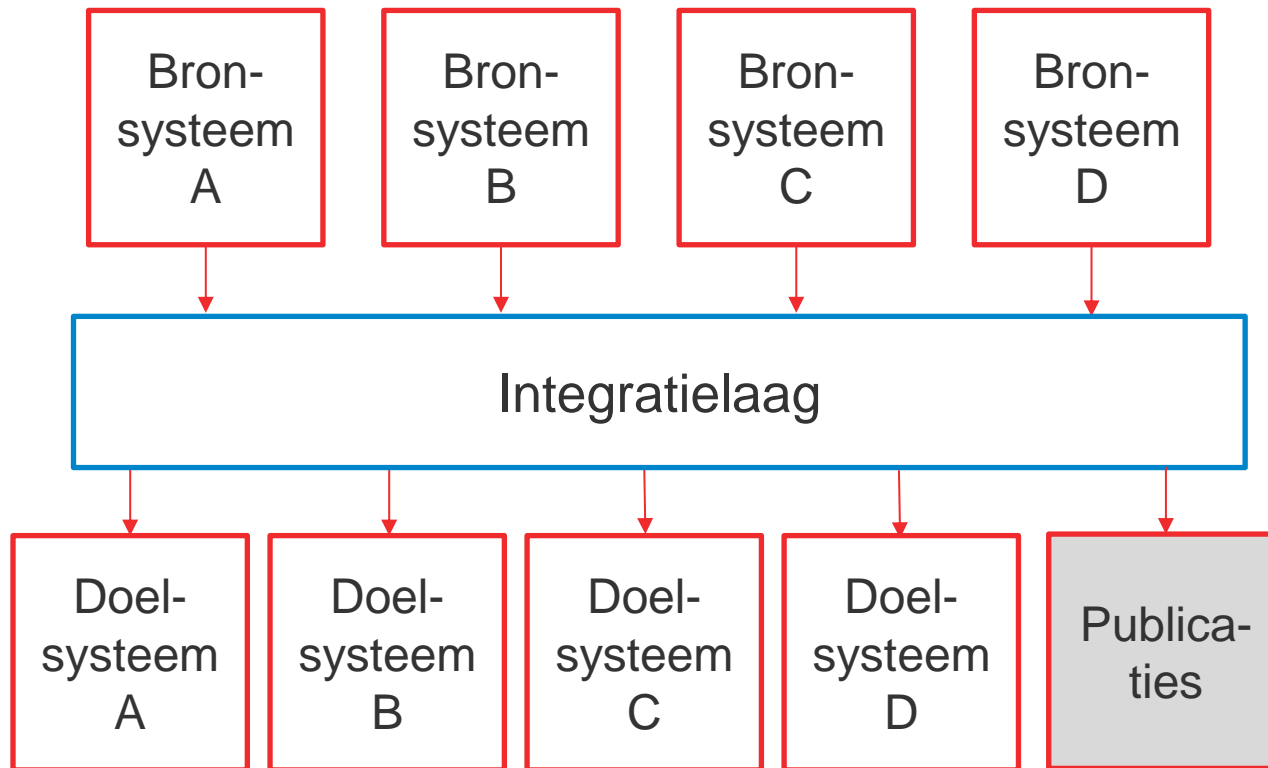 Bron-
systeem
A
Bron-
systeem
B
Bron-
systeem
C
Bron-
systeem
D
Integratielaag
Doel-
systeem
A
Doel-
systeem
B
Doel-
systeem
C
Doel-
systeem
D
Publica-
ties